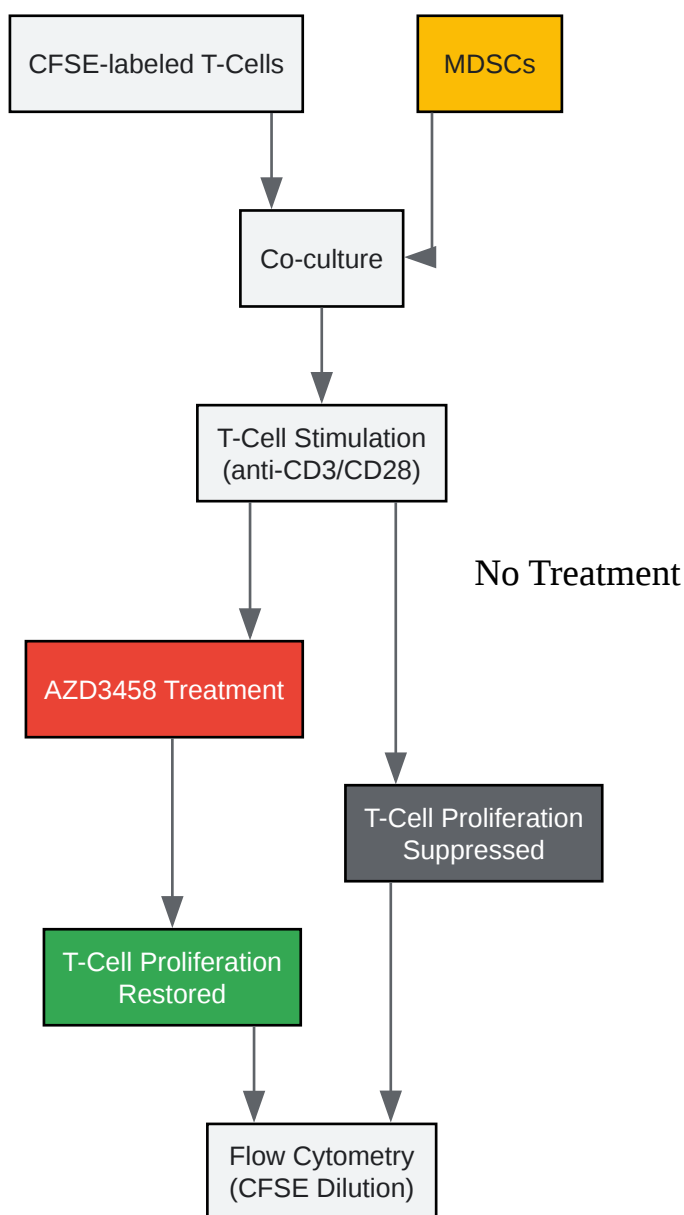 CFSE-labeled T-Cells
MDSCs
Co-culture
T-Cell Stimulation
(anti-CD3/CD28)
No Treatment
AZD3458 Treatment
T-Cell Proliferation
Suppressed
T-Cell Proliferation
Restored
Flow Cytometry
(CFSE Dilution)